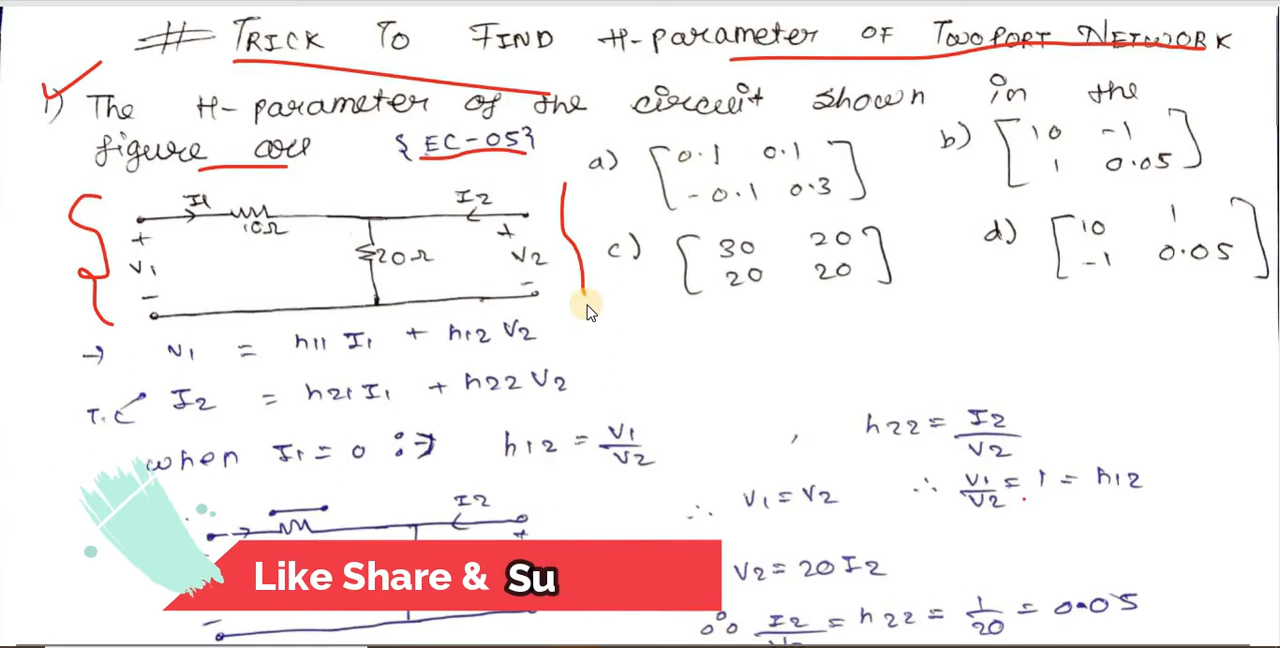 # TRICK TO FIND H-parameter OF TWOPORT NETWORK
1) The H-parameter of the circuit shown in the
figure are {EC-05}
a) [0.1 0.1
-0.1 0.3]
b) [10 -1
1 0.05]
c) [30 20
20 20]
d) [10 1
-1 0.05]
I1 10Ω I2
+ V1 -
20Ω
+ V2 -
→ V1 = h11 I1 + h12 V2
T.C I2 = h21 I1 + h22 V2
when I1 = 0 :⇒ h12 = V1/V2 , h22 = I2/V2
∴ V1 = V2 ∴ V1/V2 = 1 = h12
I2
+
-
V2 = 20 I2
∴ I2/V2 = h22 = 1/20 = 0.05
Like Share & Su